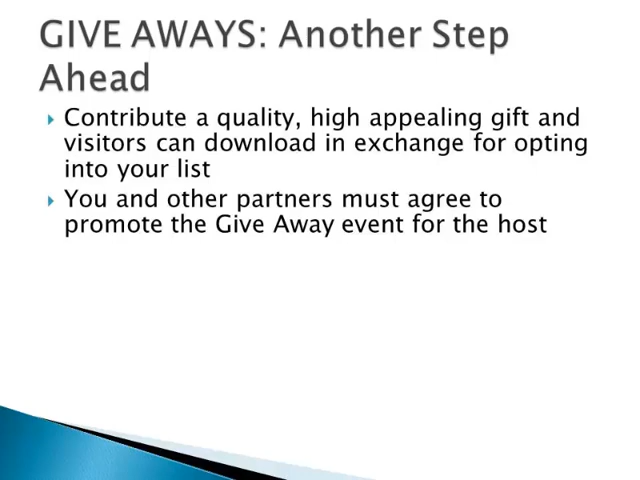 GIVE AWAYS: Another Step
Ahead
Contribute a quality, high appealing gift and
visitors can download in exchange for opting
into your list
You and other partners must agree to
promote the Give Away event for the host